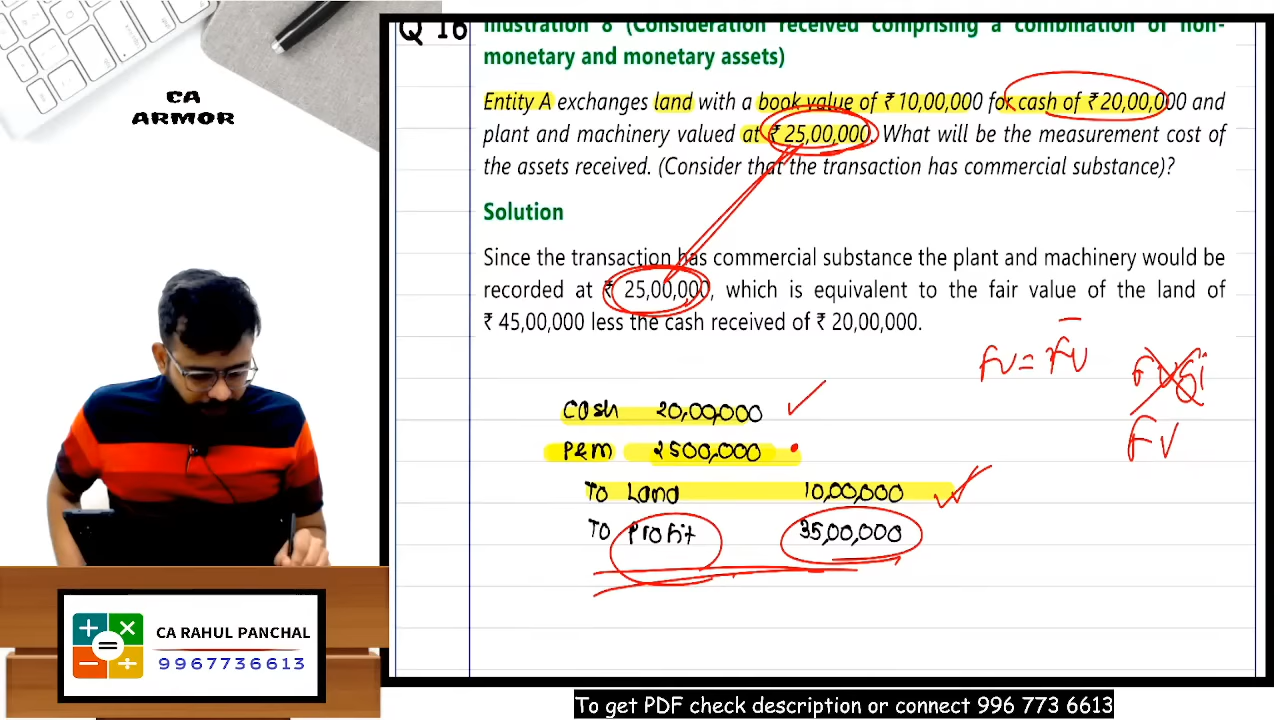 CA
ARMOR
Q 16
Illustration 8 (Consideration received comprising a combination of non-
monetary and monetary assets)
Entity A exchanges land with a book value of ₹ 10,00,000 for cash of ₹ 20,00,000 and
plant and machinery valued at ₹ 25,00,000. What will be the measurement cost of
the assets received. (Consider that the transaction has commercial substance)?
Solution
Since the transaction has commercial substance the plant and machinery would be
recorded at ₹ 25,00,000, which is equivalent to the fair value of the land of
₹ 45,00,000 less the cash received of ₹ 20,00,000.
FV = FV
FV
Cash 20,00,000
P&M 2500,000
To Land 10,00,000
To Profit 35,00,000
CA RAHUL PANCHAL
9967736613
To get PDF check description or connect 996 773 6613